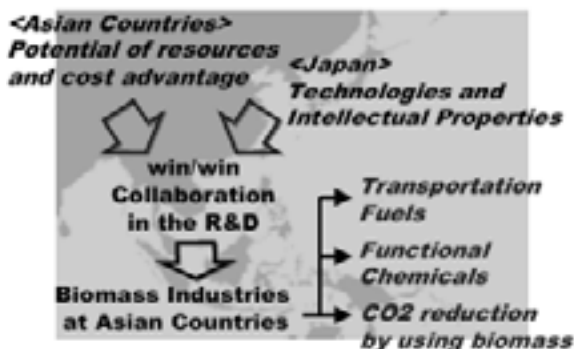 <Asian Countries>
Potential of resources
and cost advantage
<Japan>
Technologies and
Intellectual Properties
win/win
Collaboration
in the R&D
Biomass Industries
at Asian Countries
Transportation
Fuels
Functional
Chemicals
CO2 reduction
by using biomass